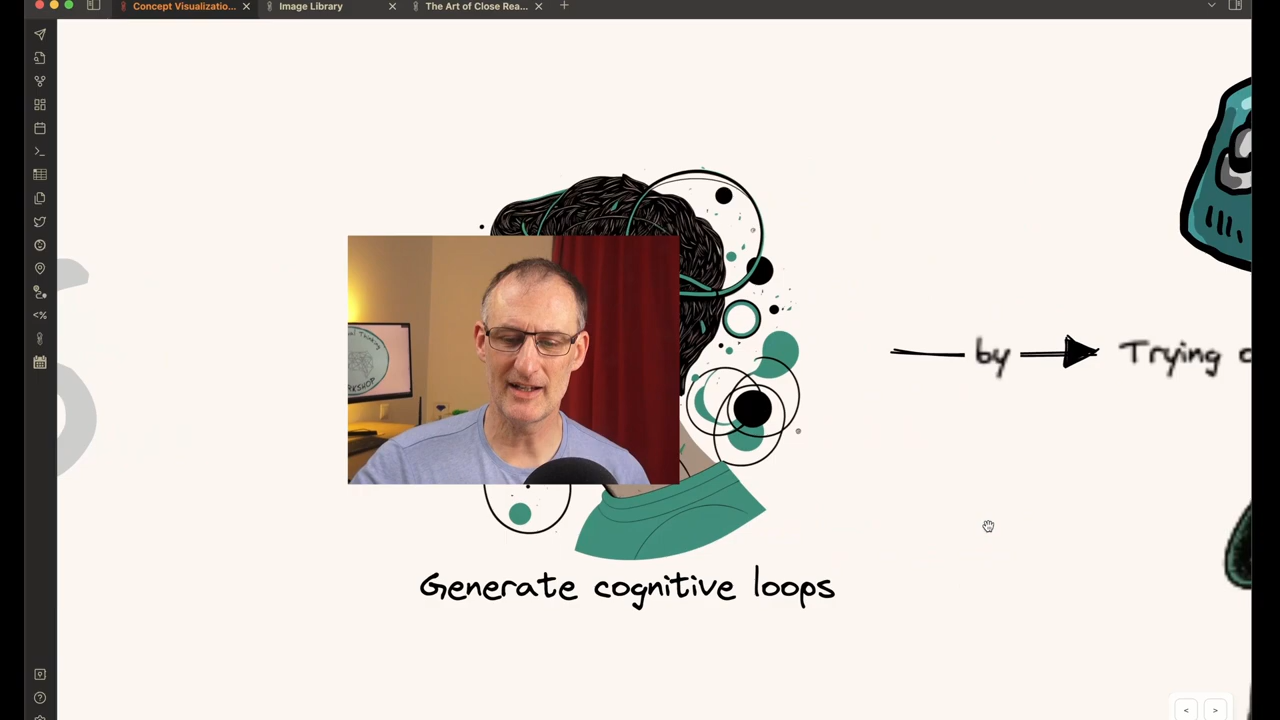 Concept Visualizatio...
Image Library
The Art of Close Rea...
by
Trying
Generate cognitive loops